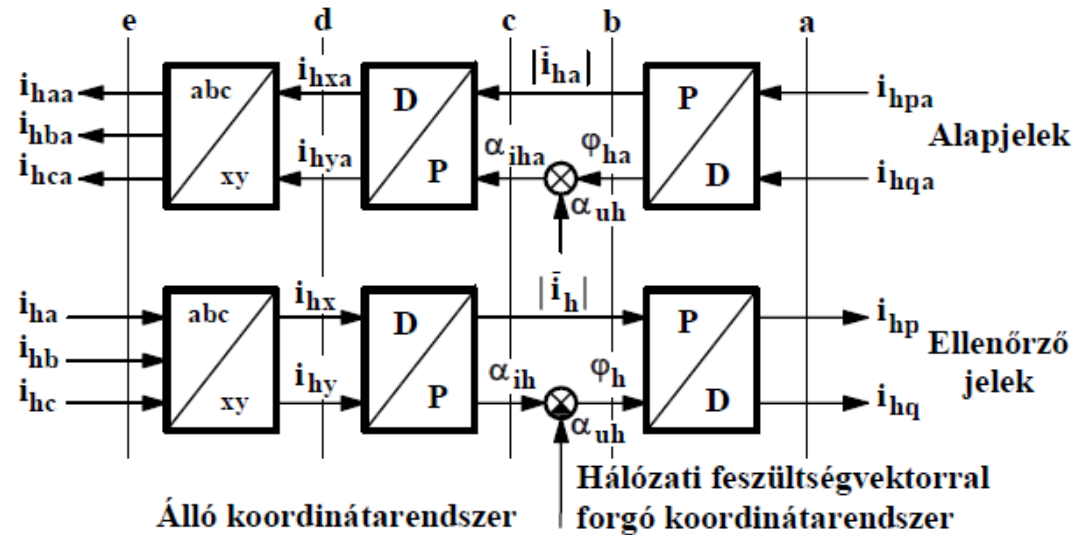 e d c b a
i_haa i_hba i_hca
abc xy
i_hxa i_hya
D P
|ī_ha|
α_iha φ_ha
α_uh
P D
i_hpa
Alapjelek
i_hqa
i_ha i_hb i_hc
abc xy
i_hx i_hy
D P
|ī_h|
α_ih φ_h
α_uh
P D
i_hp
Ellenőrző
jelek
i_hq
Álló koordinátarendszer
Hálózati feszültségvektorral
forgó koordinátarendszer